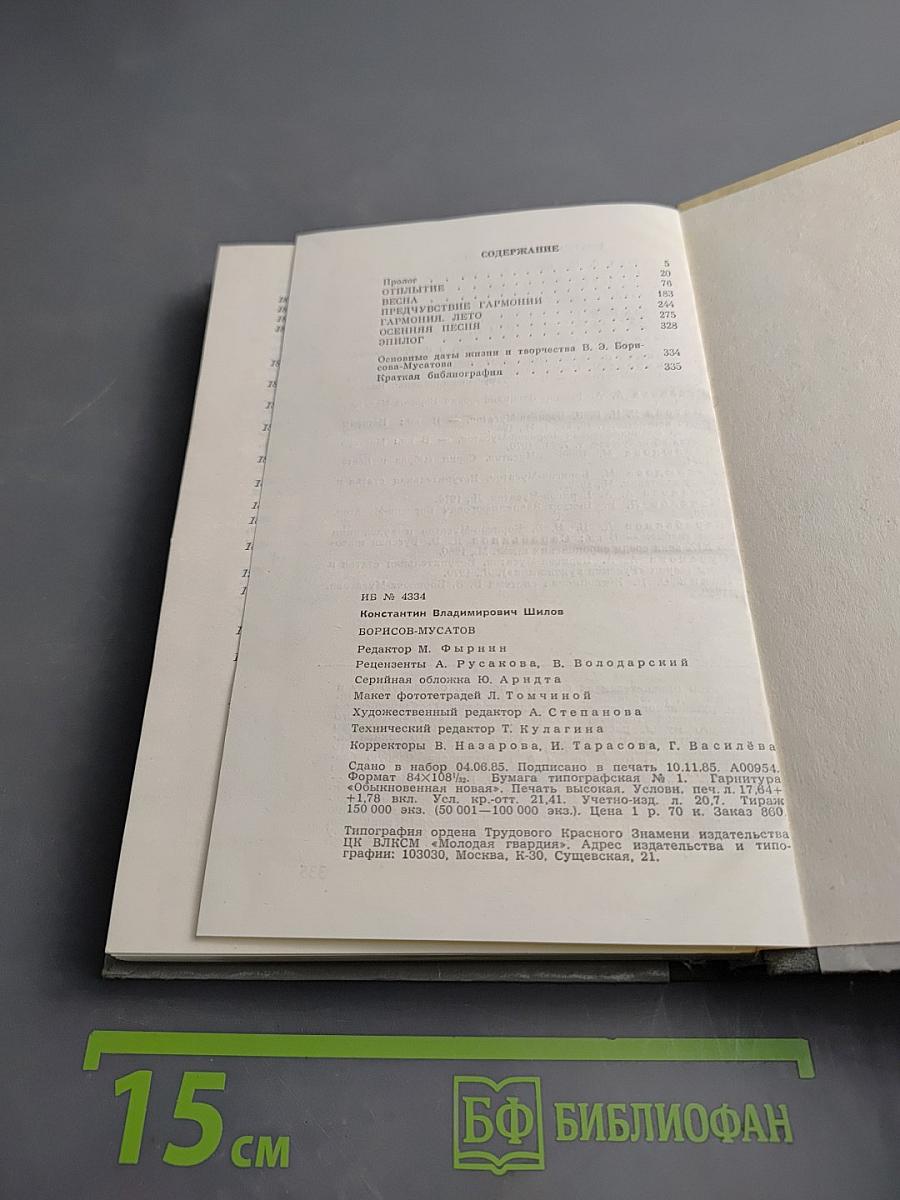 СОДЕРЖАНИЕ
Пролог . . . 5
ОТПЛЫТИЕ . . . 20
ВЕСНА . . . 76
ПРЕДЧУВСТВИЕ ГАРМОНИИ . . . 183
ГАРМОНИЯ. ЛЕТО . . . 244
ОСЕННЯЯ ПЕСНЯ . . . 275
ЭПИЛОГ . . . 328
Основные даты жизни и творчества В. Э. Бори-
сова-Мусатова . . . 334
Краткая библиография . . . 335
ИБ № 4334
Константин Владимирович Шилов
БОРИСОВ-МУСАТОВ
Редактор М. Фырнин
Рецензенты А. Русакова, В. Володарский
Серийная обложка Ю. Арндта
Макет фототетрадей Л. Томчиной
Художественный редактор А. Степанова
Технический редактор Т. Кулагина
Корректоры В. Назарова, И. Тарасова, Г. Василёва
Сдано в набор 04.06.85. Подписано в печать 10.11.85. А00954.
Формат 84×108¹/₃₂. Бумага типографская № 1. Гарнитура
«Обыкновенная новая». Печать высокая. Условн. печ. л. 17,64+
+1,78 вкл. Усл. кр.-отт. 21,41. Учетно-изд. л. 20,7. Тираж
150 000 экз. (50 001—100 000 экз.). Цена 1 р. 70 к. Заказ 860.
Типография ордена Трудового Красного Знамени издательства
ЦК ВЛКСМ «Молодая гвардия». Адрес издательства и типо-
графии: 103030, Москва, К-30, Сущевская, 21.
15 см
БФ БИБЛИОФАН